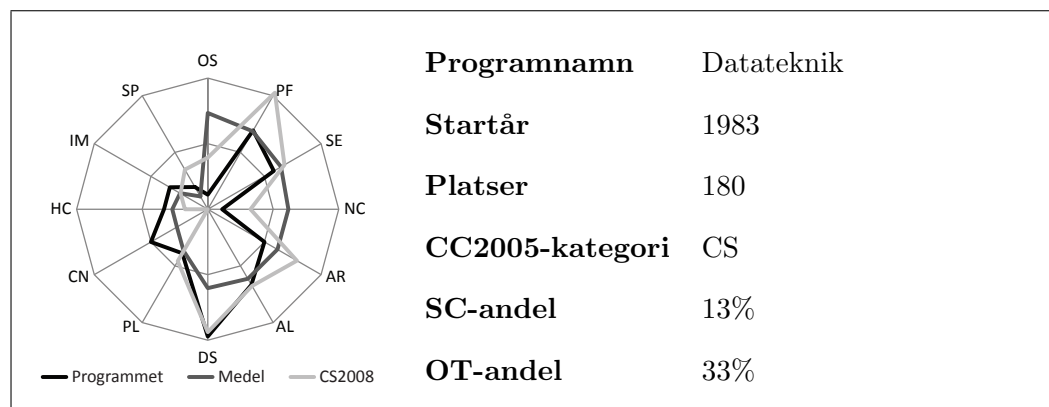 OS
PF
SE
NC
AR
AL
DS
PL
CN
HC
IM
SP
Programmet Medel CS2008
Programnamn Datateknik
Startår 1983
Platser 180
CC2005-kategori CS
SC-andel 13%
OT-andel 33%